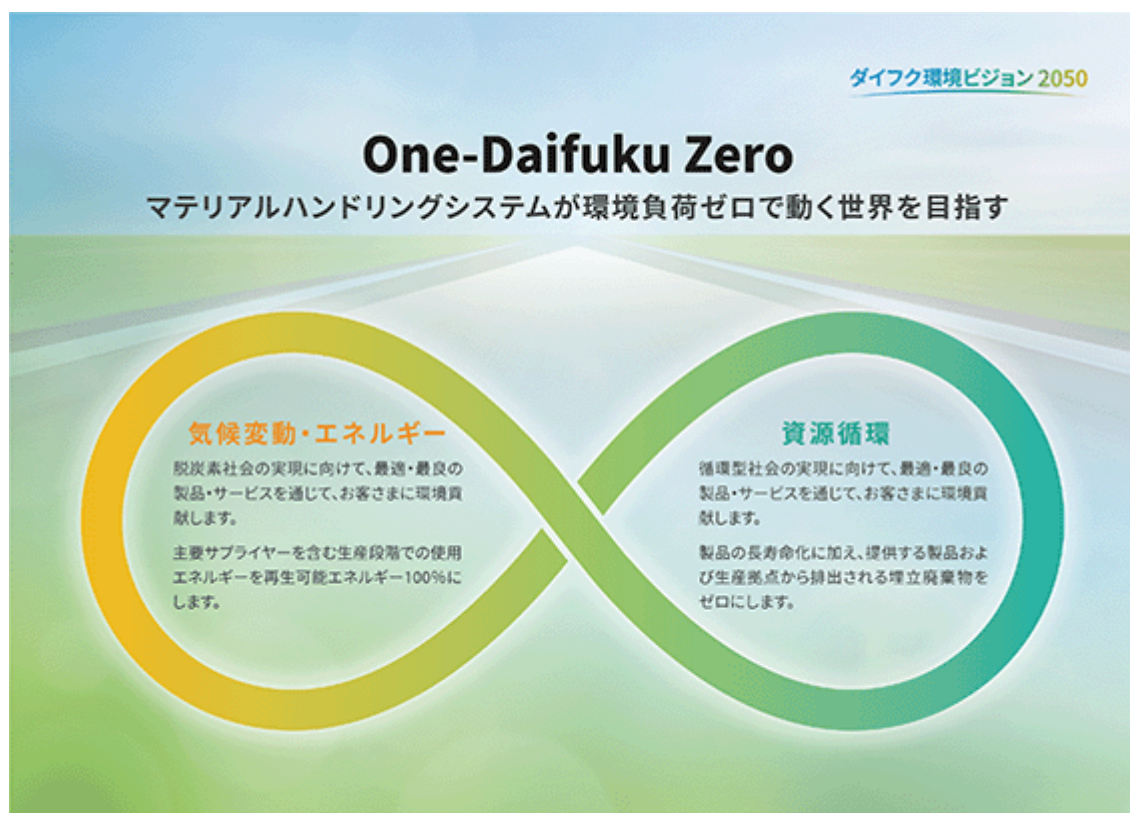 ダイフク環境ビジョン 2050
One-Daifuku Zero
マテリアルハンドリングシステムが環境負荷ゼロで動く世界を目指す
気候変動・エネルギー
脱炭素社会の実現に向けて、最適・最良の
製品・サービスを通じて、お客さまに環境貢
献します。
主要サプライヤーを含む生産段階での使用
エネルギーを再生可能エネルギー100％に
します。
資源循環
循環型社会の実現に向けて、最適・最良の
製品・サービスを通じて、お客さまに環境貢
献します。
製品の長寿命化に加え、提供する製品およ
び生産拠点から排出される埋立廃棄物を
ゼロにします。